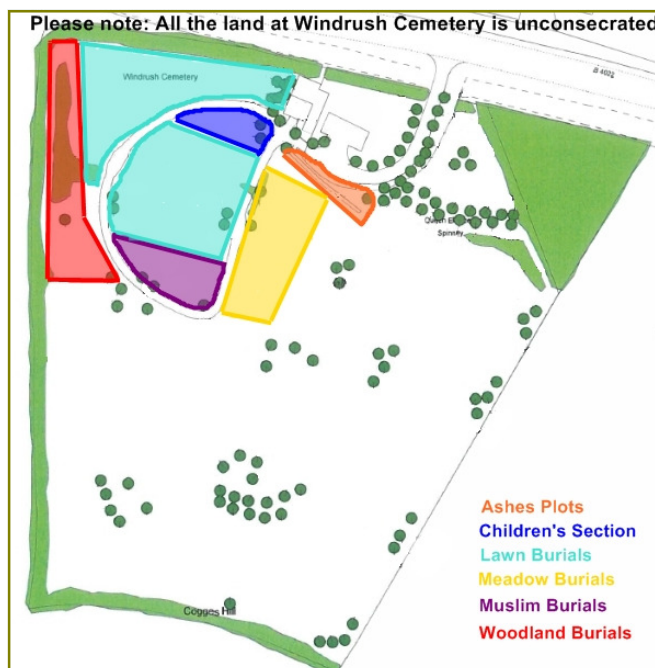 Please note: All the land at Windrush Cemetery is unconsecrated
Windrush Cemetery
B 4022
Spinney
Cogges Hill
Ashes Plots
Children's Section
Lawn Burials
Meadow Burials
Muslim Burials
Woodland Burials